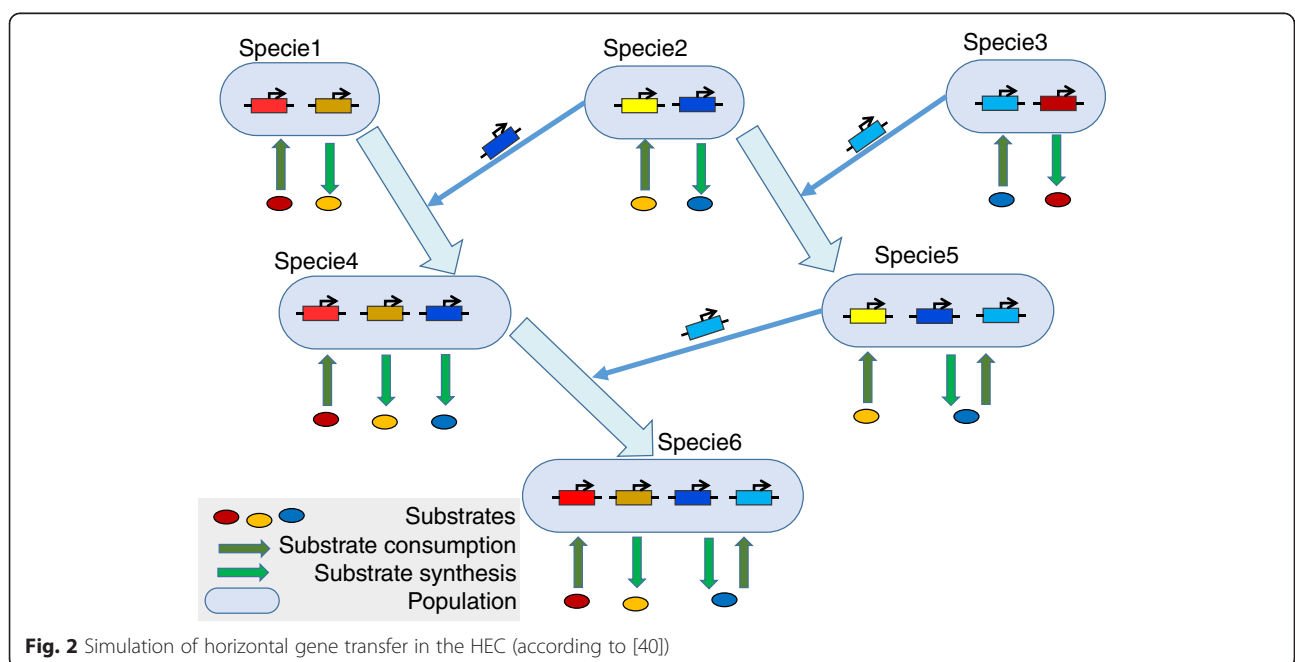 Specie1
Specie2
Specie3
Specie4
Specie5
Specie6
Substrates
Substrate consumption
Substrate synthesis
Population
Fig. 2 Simulation of horizontal gene transfer in the HEC (according to [40])